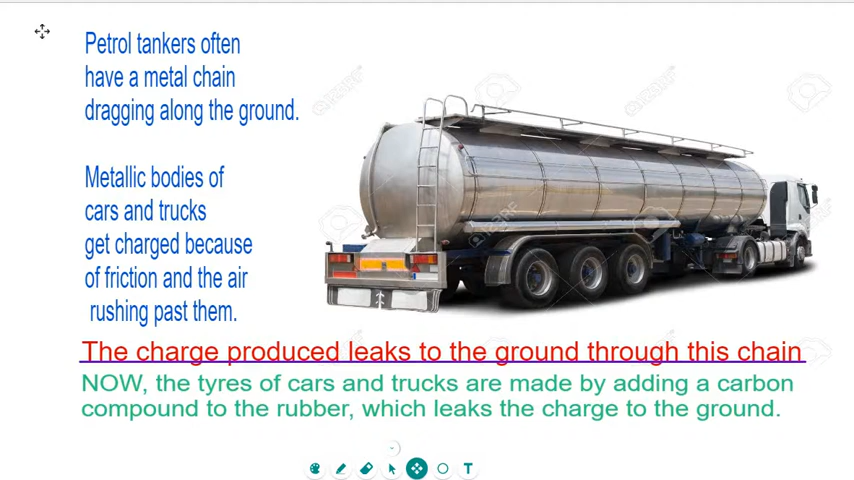 Petrol tankers often
have a metal chain
dragging along the ground.
Metallic bodies of
cars and trucks
get charged because
of friction and the air
rushing past them.
The charge produced leaks to the ground through this chain
NOW, the tyres of cars and trucks are made by adding a carbon
compound to the rubber, which leaks the charge to the ground.
T